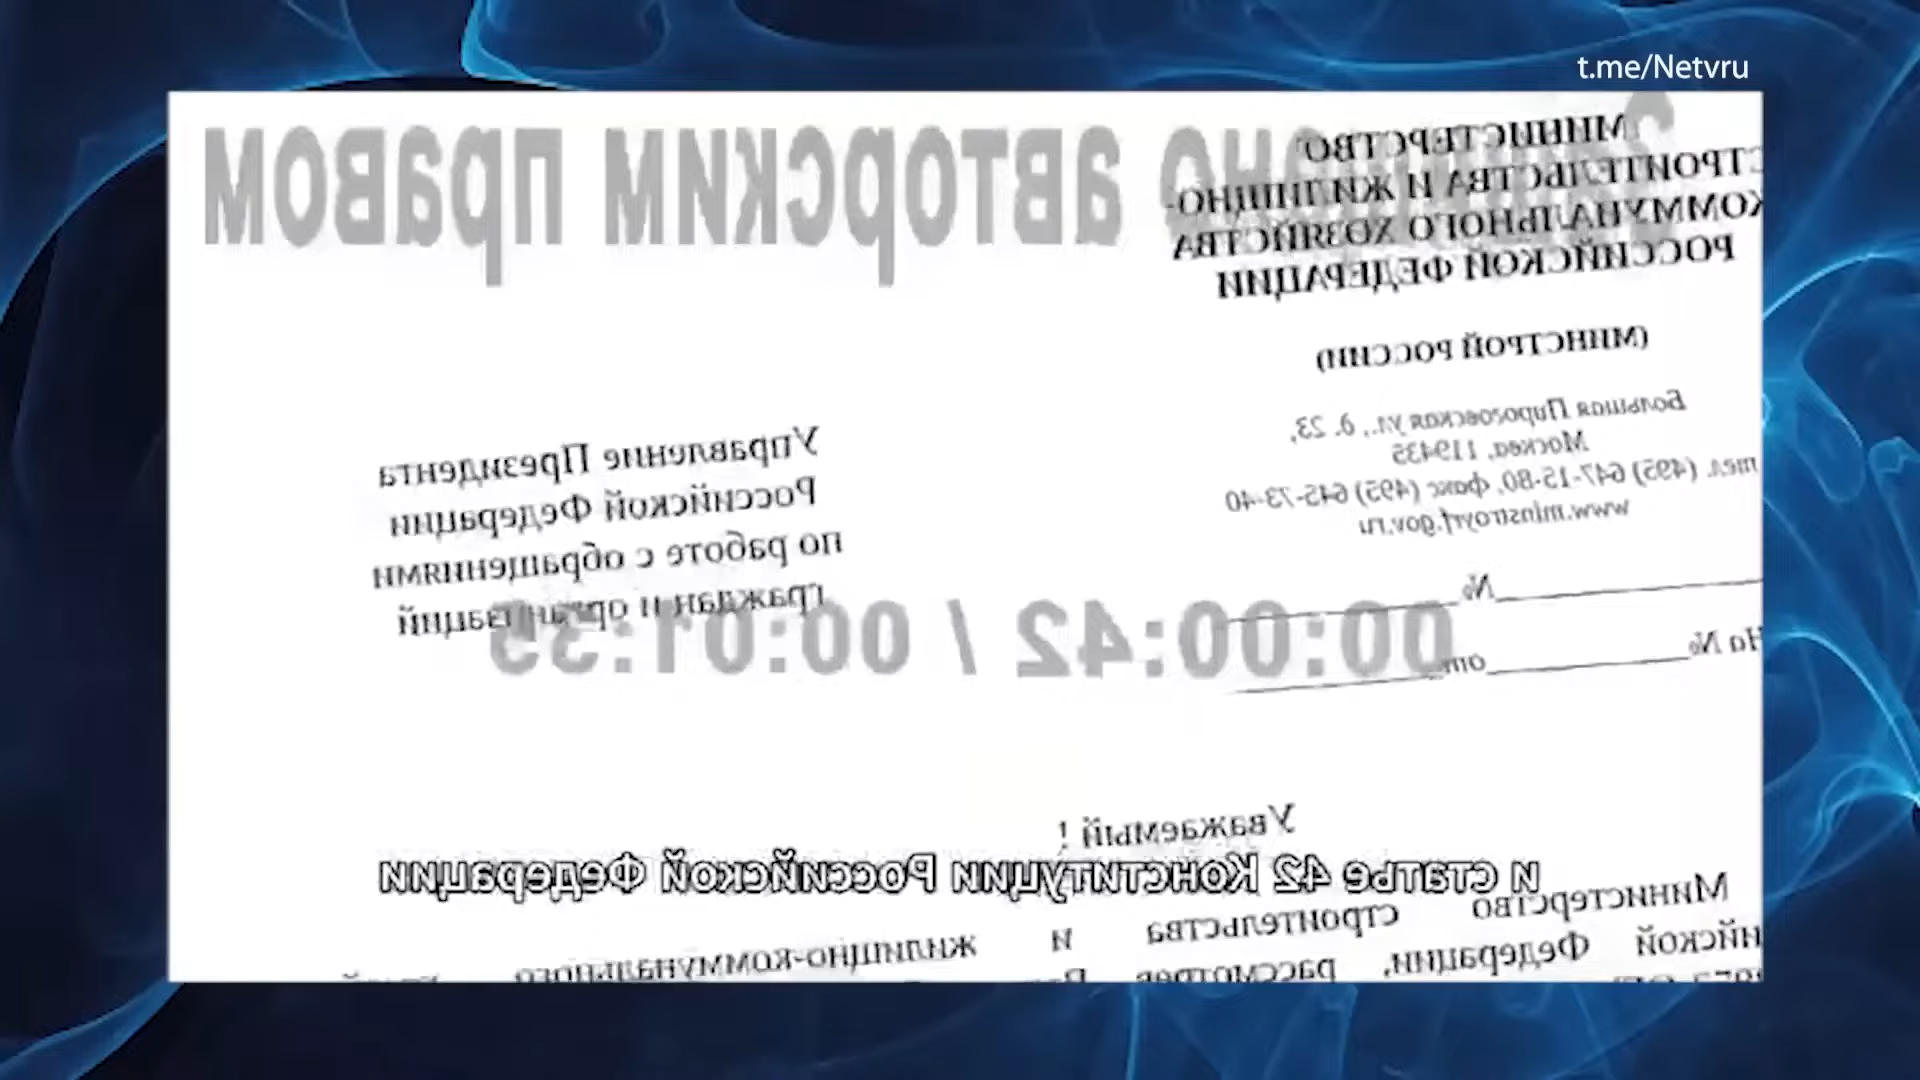 t.me/Netvru
Защищено авторским правом
МИНИСТЕРСТВО
СТРОИТЕЛЬСТВА И ЖИЛИЩНО-
КОММУНАЛЬНОГО ХОЗЯЙСТВА
РОССИЙСКОЙ ФЕДЕРАЦИИ
(МИНСТРОЙ РОССИИ)
Большая Пироговская ул., д. 23,
Москва, 119435
тел. (495) 647-15-80, факс (495) 645-73-40
www.minstroyrf.gov.ru
№
На № от
Управление Президента
Российской Федерации
по работе с обращениями
граждан и организаций
00:00:42 / 00:01:35
Уважаемый !
и статье 42 Конституции Российской Федерации
Министерство строительства и жилищно-коммунального
Федерации, рассмотрев